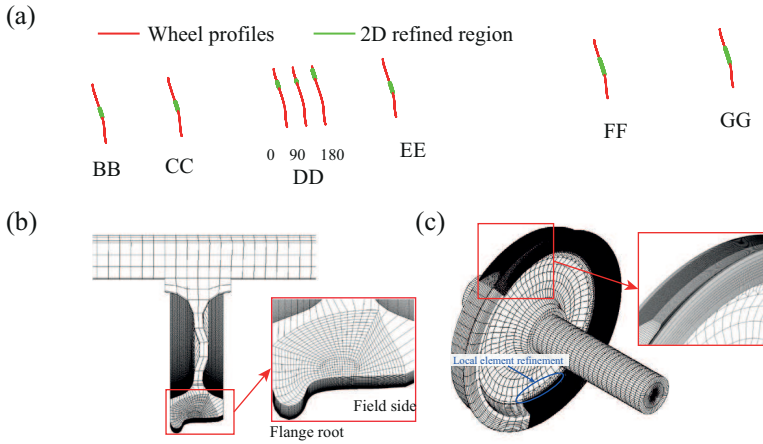 (a)
Wheel profiles
2D refined region
BB
CC
0 90 180
DD
EE
FF
GG
(b)
Field side
Flange root
(c)
Local element refinement